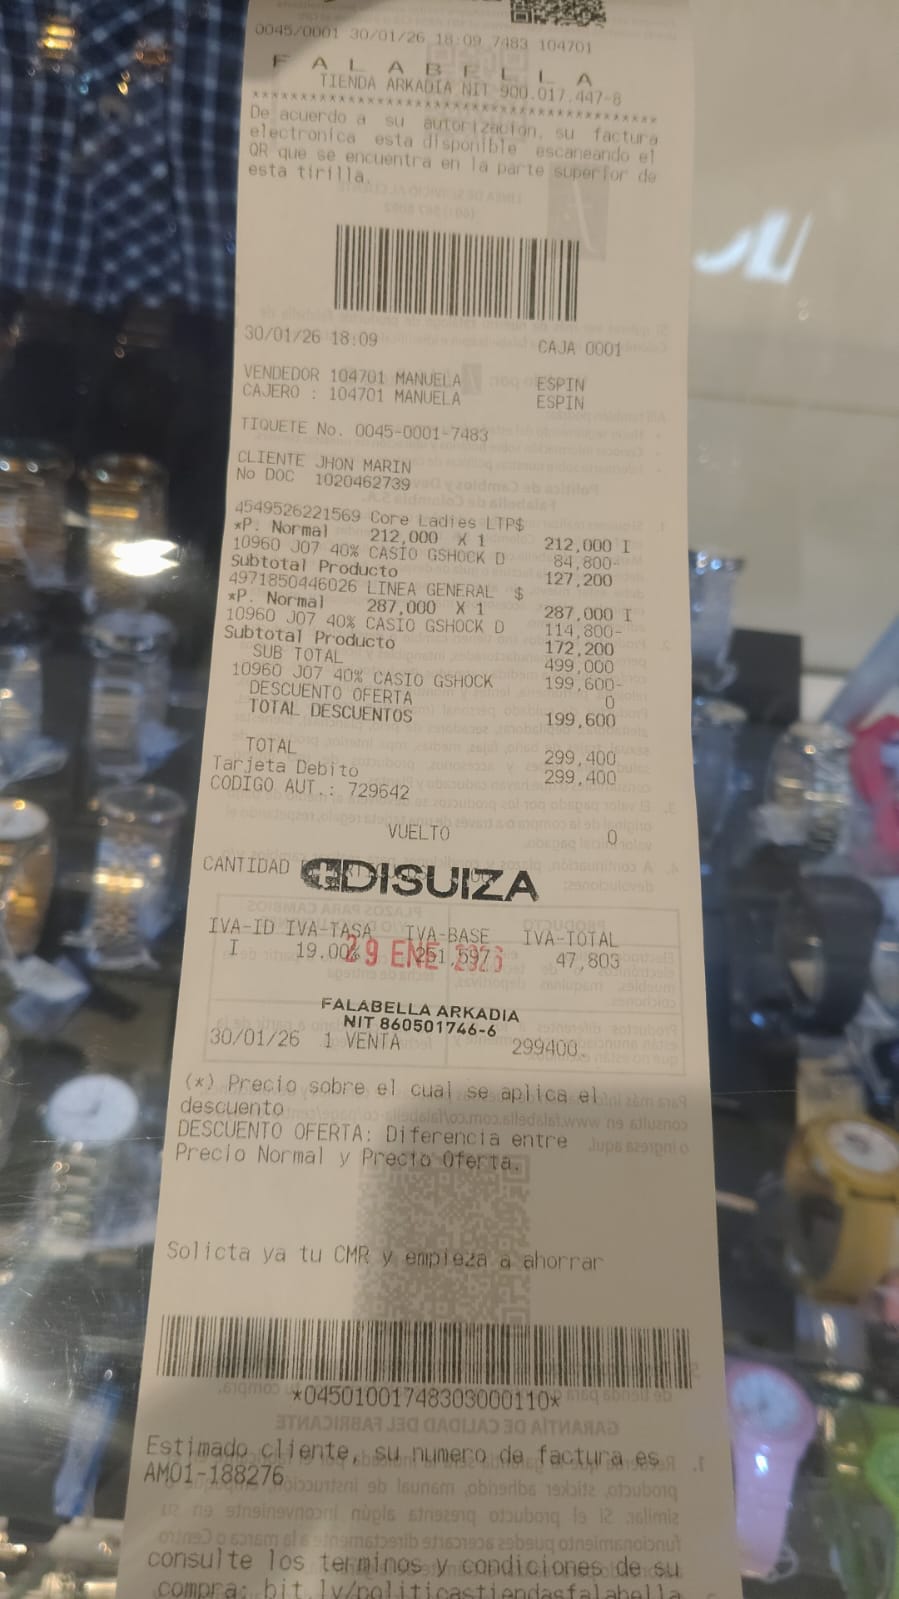 0045/0001 30/01/26 18:09 7483 104701
F A L A B E L L A
TIENDA ARKADIA NIT 900.017.447-8
****************************************
De acuerdo a su autorizacion, su factura
electronica esta disponible escaneando el
QR que se encuentra en la parte superior de
esta tirilla.
30/01/26 18:09 CAJA 0001
VENDEDOR 104701 MANUELA ESPIN
CAJERO : 104701 MANUELA ESPIN
TIQUETE No. 0045-0001-7483
CLIENTE JHON MARIN
No DOC 1020462739
4549526221569 Core Ladies LTP$
*P. Normal 212,000 X 1 212,000 I
10960 J07 40% CASIO GSHOCK D 84,800-
Subtotal Producto 127,200
4971850446026 LINEA GENERAL $
*P. Normal 287,000 X 1 287,000 I
10960 J07 40% CASIO GSHOCK D 114,800-
Subtotal Producto 172,200
SUB TOTAL 499,000
10960 J07 40% CASIO GSHOCK 199,600-
DESCUENTO OFERTA 0
TOTAL DESCUENTOS 199,600
TOTAL 299,400
Tarjeta Debito 299,400
CODIGO AUT.: 729642
VUELTO 0
CANTIDAD
DISUIZA
IVA-ID IVA-TASA IVA-BASE IVA-TOTAL
I 19.00% 251,597 47,803
29 ENE 2026
FALABELLA ARKADIA
NIT 860501746-6
30/01/26 1 VENTA 299400.
(*) Precio sobre el cual se aplica el
descuento
DESCUENTO OFERTA: Diferencia entre
Precio Normal y Precio Oferta.
Solicta ya tu CMR y empieza a ahorrar
*04501001748303000110*
Estimado cliente, su numero de factura es
AM01-188276
consulte los terminos y condiciones de su
compra: bit.ly/politicastiendasfalabella